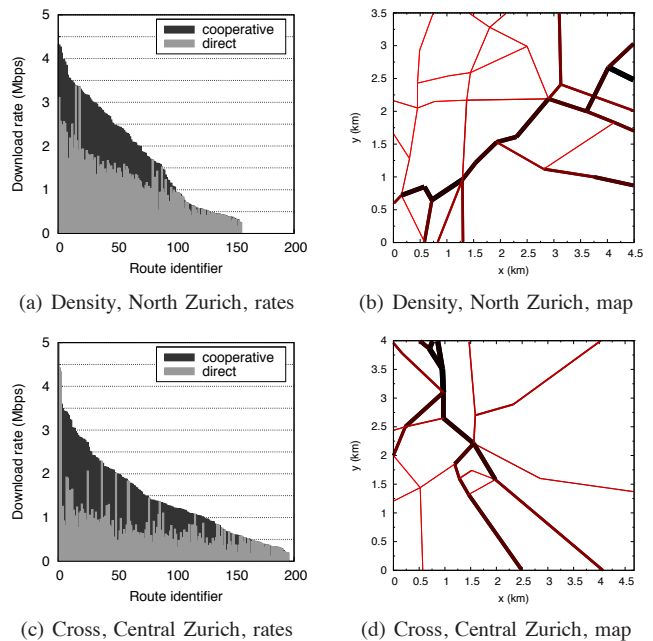 5
4
3
2
1
0
Download rate (Mbps)
cooperative
direct
0 50 100 150 200
Route identifier
(a) Density, North Zurich, rates
3.5
3
2.5
2
1.5
1
0.5
0
y (km)
0 0.5 1 1.5 2 2.5 3 3.5 4 4.5
x (km)
(b) Density, North Zurich, map
5
4
3
2
1
0
Download rate (Mbps)
cooperative
direct
0 50 100 150 200
Route identifier
(c) Cross, Central Zurich, rates
4
3.5
3
2.5
2
1.5
1
0.5
0
y (km)
0 0.5 1 1.5 2 2.5 3 3.5 4 4.5
x (km)
(d) Cross, Central Zurich, map